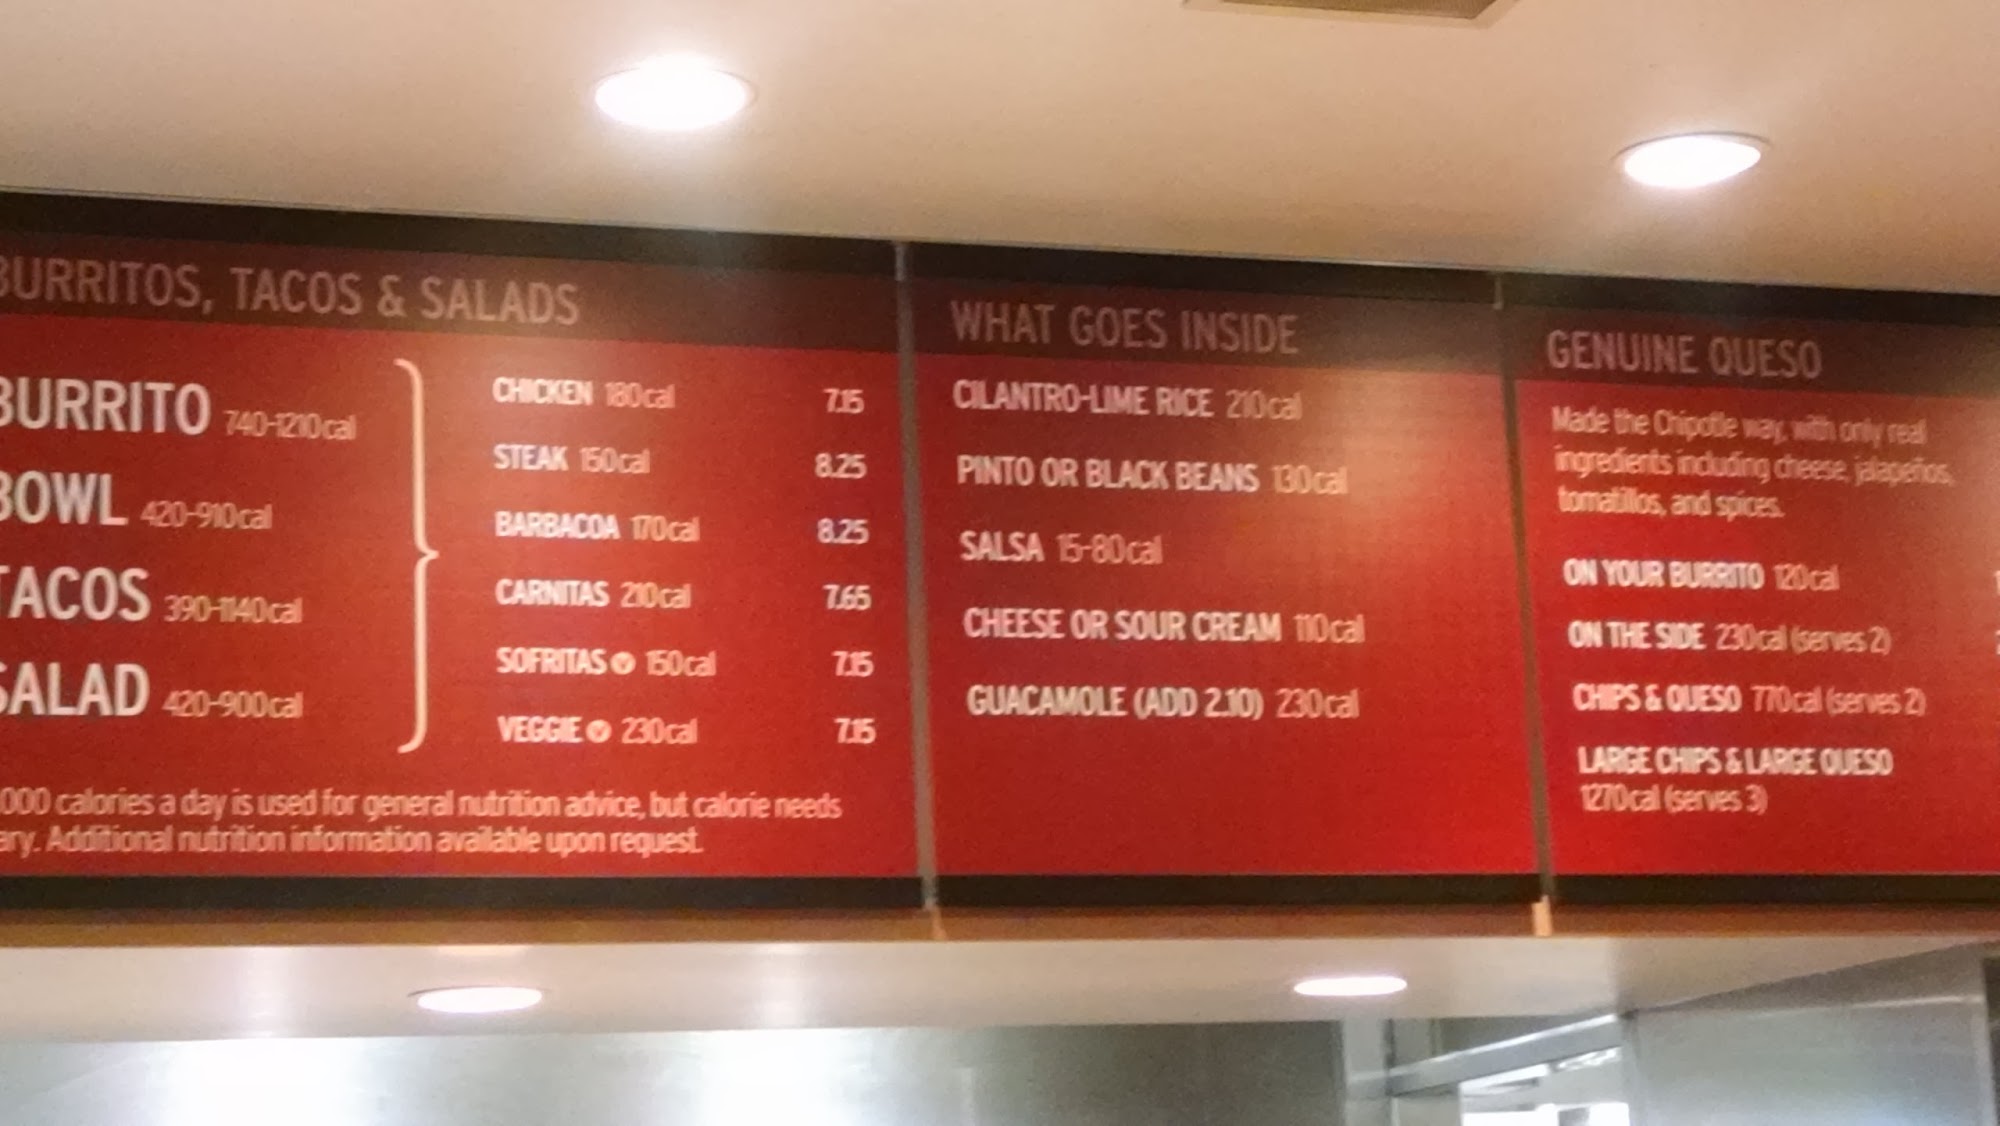 BURRITOS, TACOS & SALADS
BURRITO 740-1210cal
BOWL 420-910cal
TACOS 390-1140cal
SALAD 420-900cal
CHICKEN 180cal 7.15
STEAK 150cal 8.25
BARBACOA 170cal 8.25
CARNITAS 210cal 7.65
SOFRITAS V 150cal 7.15
VEGGIE V 230cal 7.15
,000 calories a day is used for general nutrition advice, but calorie needs
ary. Additional nutrition information available upon request.
WHAT GOES INSIDE
CILANTRO-LIME RICE 210cal
PINTO OR BLACK BEANS 130cal
SALSA 15-80cal
CHEESE OR SOUR CREAM 110cal
GUACAMOLE (ADD 2.10) 230cal
GENUINE QUESO
Made the Chipotle way, with only real
ingredients including cheese, jalapeños,
tomatillos, and spices.
ON YOUR BURRITO 120cal
ON THE SIDE 230cal (serves 2)
CHIPS & QUESO 770cal (serves 2)
LARGE CHIPS & LARGE QUESO
1270cal (serves 3)